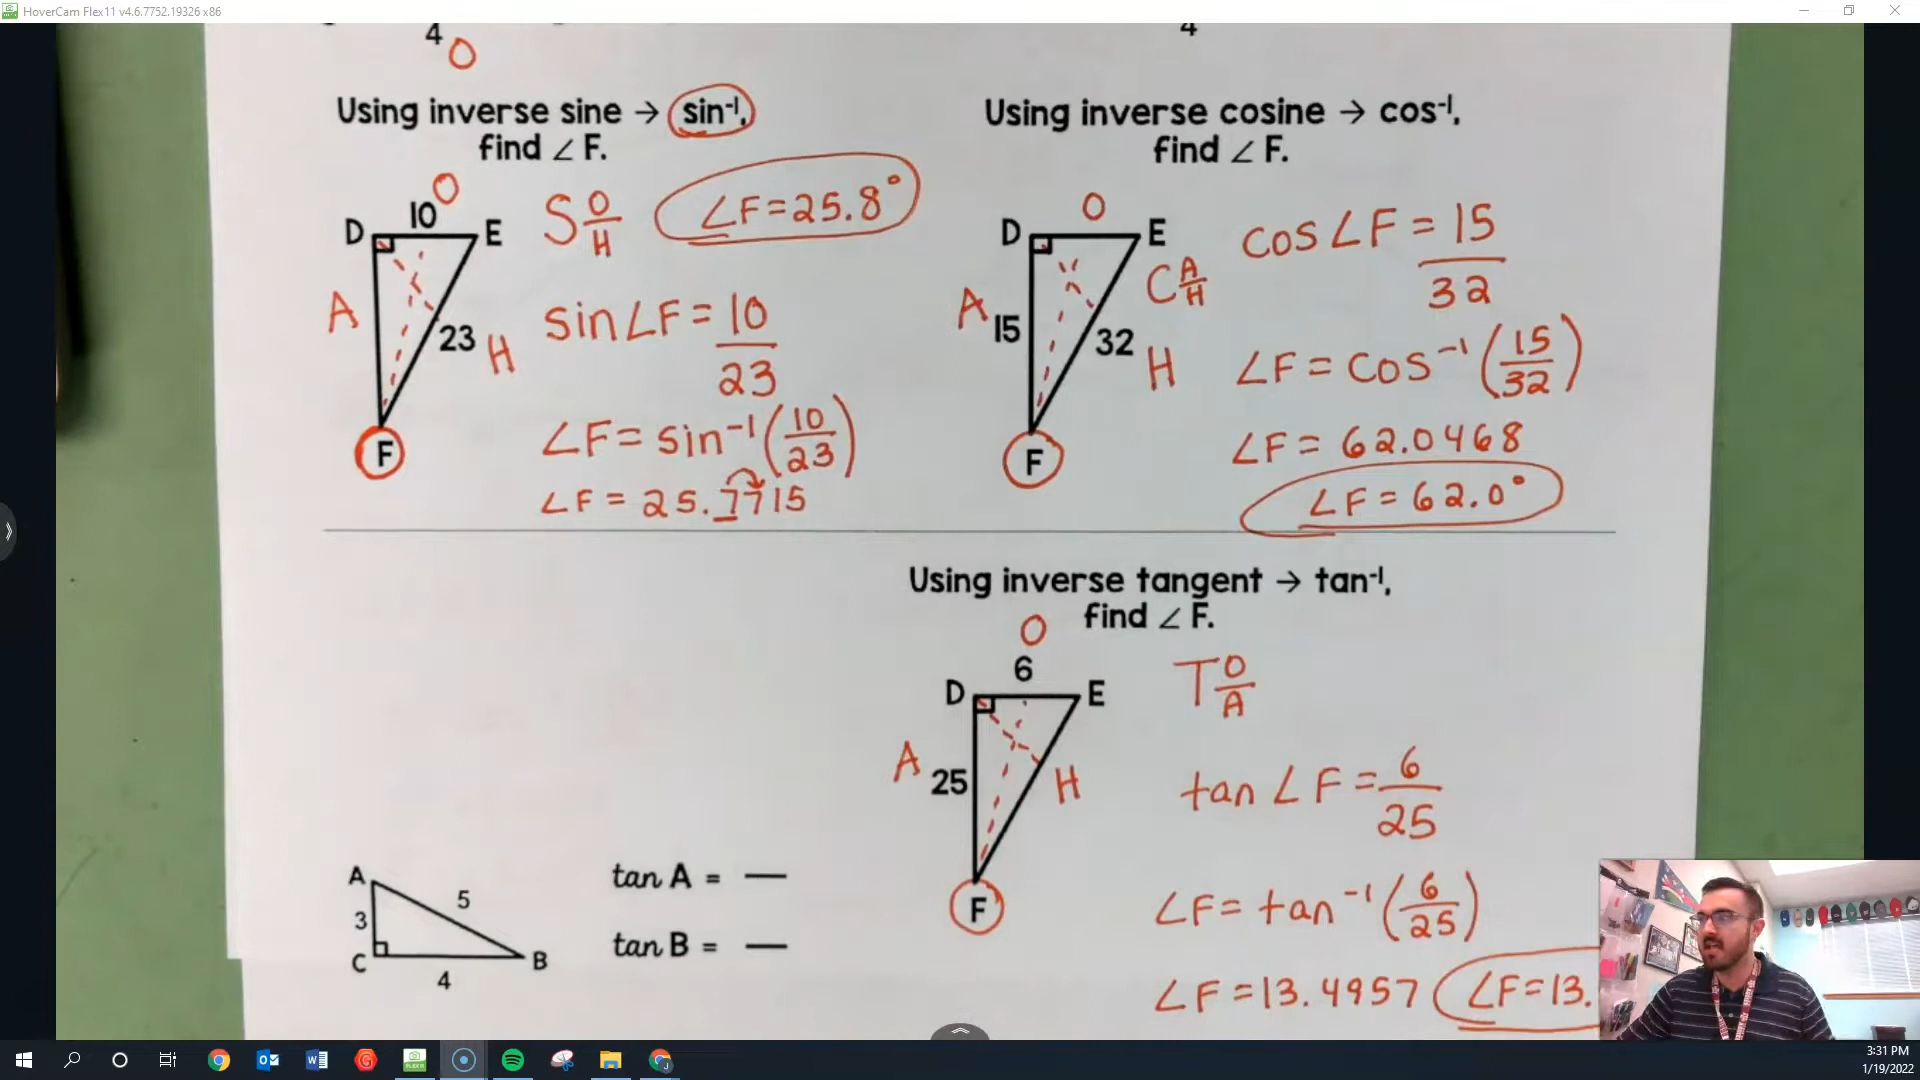 HoverCam Flex11 v4.6.7752.19326 x86
4
O
4
Using inverse sine → sin⁻¹,
find ∠ F.
O
10
D
E
A
23
H
F
S O/H
∠F=25.8°
sin∠F= 10/23
∠F= sin⁻¹(10/23)
∠F = 25.7715
Using inverse cosine → cos⁻¹,
find ∠ F.
O
D
E
A
15
32
H
F
C A/H
cos∠F = 15/32
∠F = cos⁻¹(15/32)
∠F = 62.0468
∠F = 62.0°
A
5
3
C
B
4
tan A = —
tan B = —
Using inverse tangent → tan⁻¹,
find ∠ F.
O
6
D
E
A
25
H
F
T O/A
tan ∠F = 6/25
∠F= tan⁻¹(6/25)
∠F =13.4957
∠F=13.
3:31 PM
1/19/2022